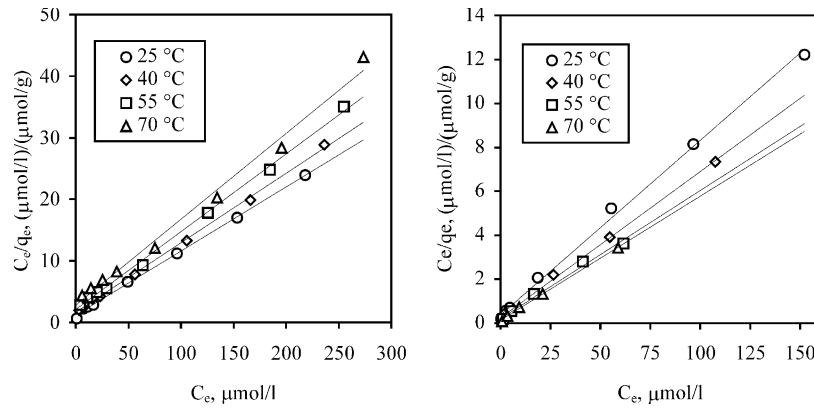 50
40
30
20
10
0
Cₑ/qₑ, (μmol/l)/(μmol/g)
25 °C
40 °C
55 °C
70 °C
0 50 100 150 200 250 300
Cₑ, μmol/l
14
12
10
8
6
4
2
0
Ce/qe, (μmol/l)/(μmol/g)
25 °C
40 °C
55 °C
70 °C
0 25 50 75 100 125 150
Cₑ, μmol/l